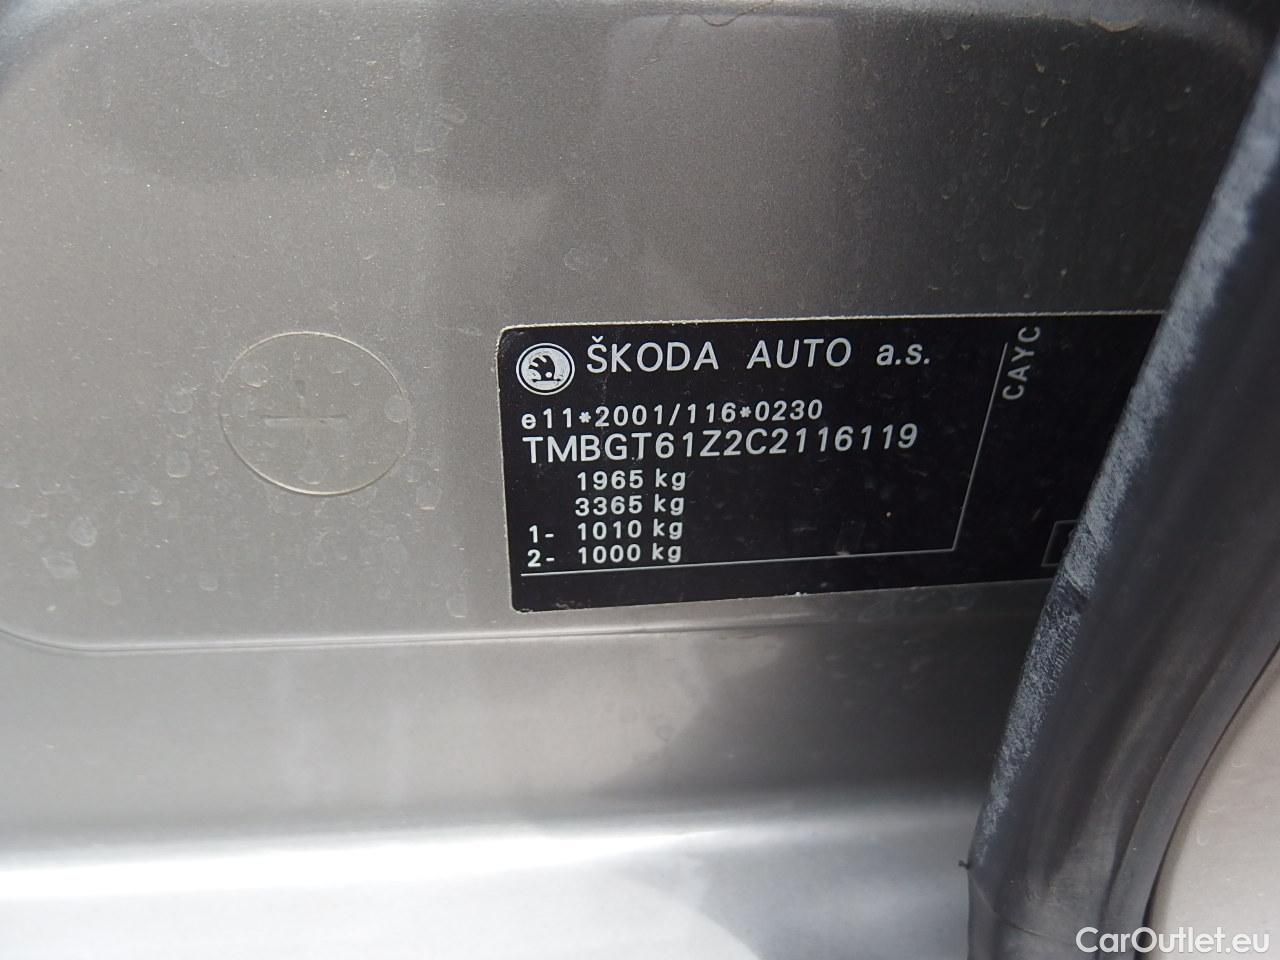 ŠKODA AUTO a.s.
e11*2001/116*0230
TMBGT61Z2C2116119
1965 kg
3365 kg
1- 1010 kg
2- 1000 kg
CAYC
CarOutlet.eu